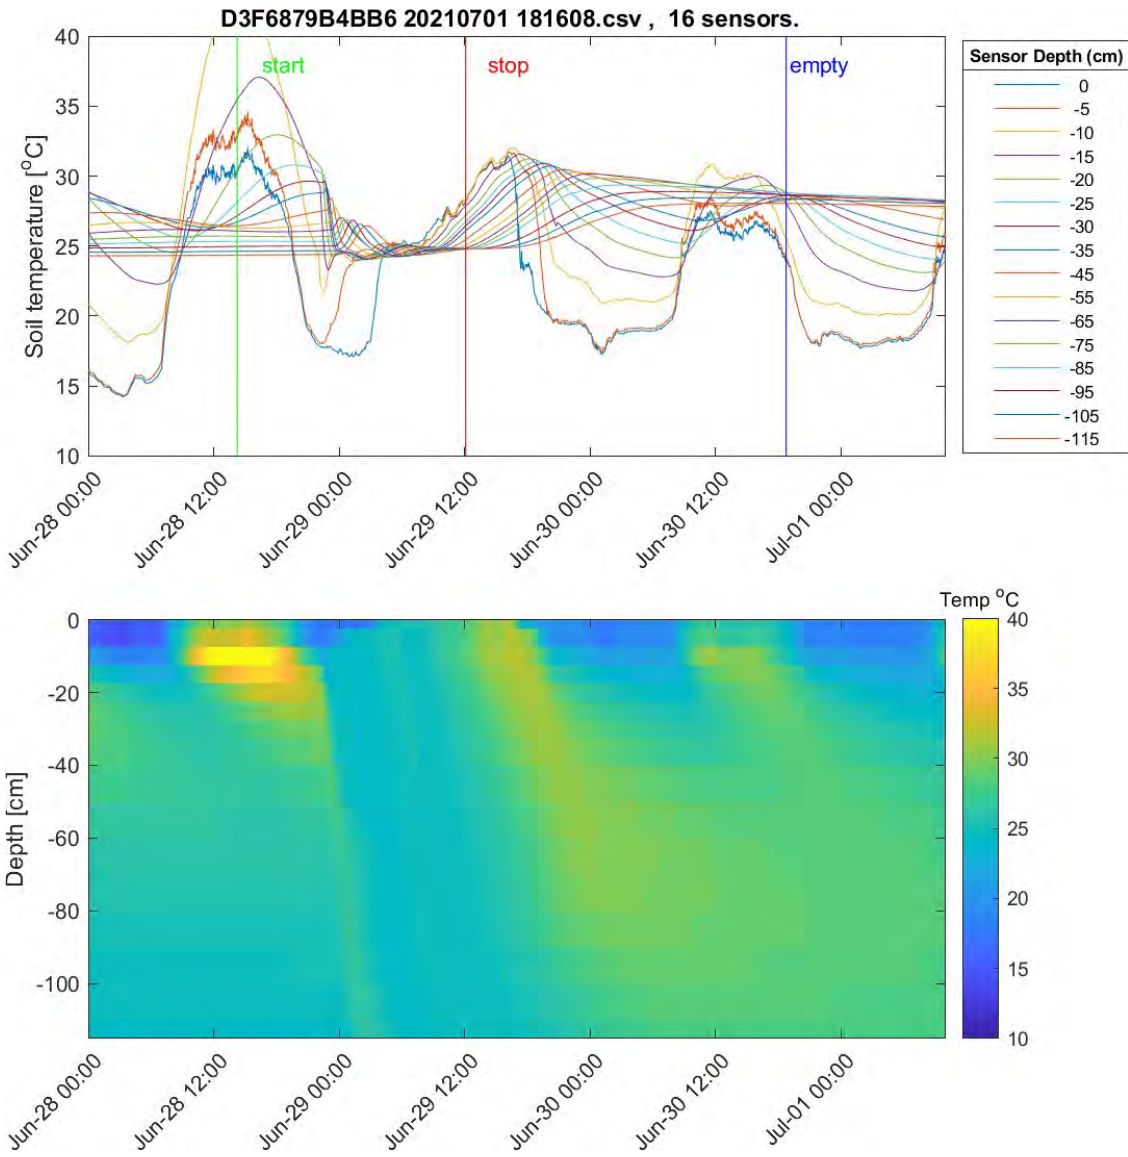 D3F6879B4BB6 20210701 181608.csv ,  16 sensors.
40
35
30
25
20
15
10
Soil temperature [°C]
start
stop
empty
Jun-28 00:00
Jun-28 12:00
Jun-29 00:00
Jun-29 12:00
Jun-30 00:00
Jun-30 12:00
Jul-01 00:00
Sensor Depth (cm)
0
-5
-10
-15
-20
-25
-30
-35
-45
-55
-65
-75
-85
-95
-105
-115
0
-20
-40
-60
-80
-100
Depth [cm]
Jun-28 00:00
Jun-28 12:00
Jun-29 00:00
Jun-29 12:00
Jun-30 00:00
Jun-30 12:00
Jul-01 00:00
Temp °C
40
35
30
25
20
15
10